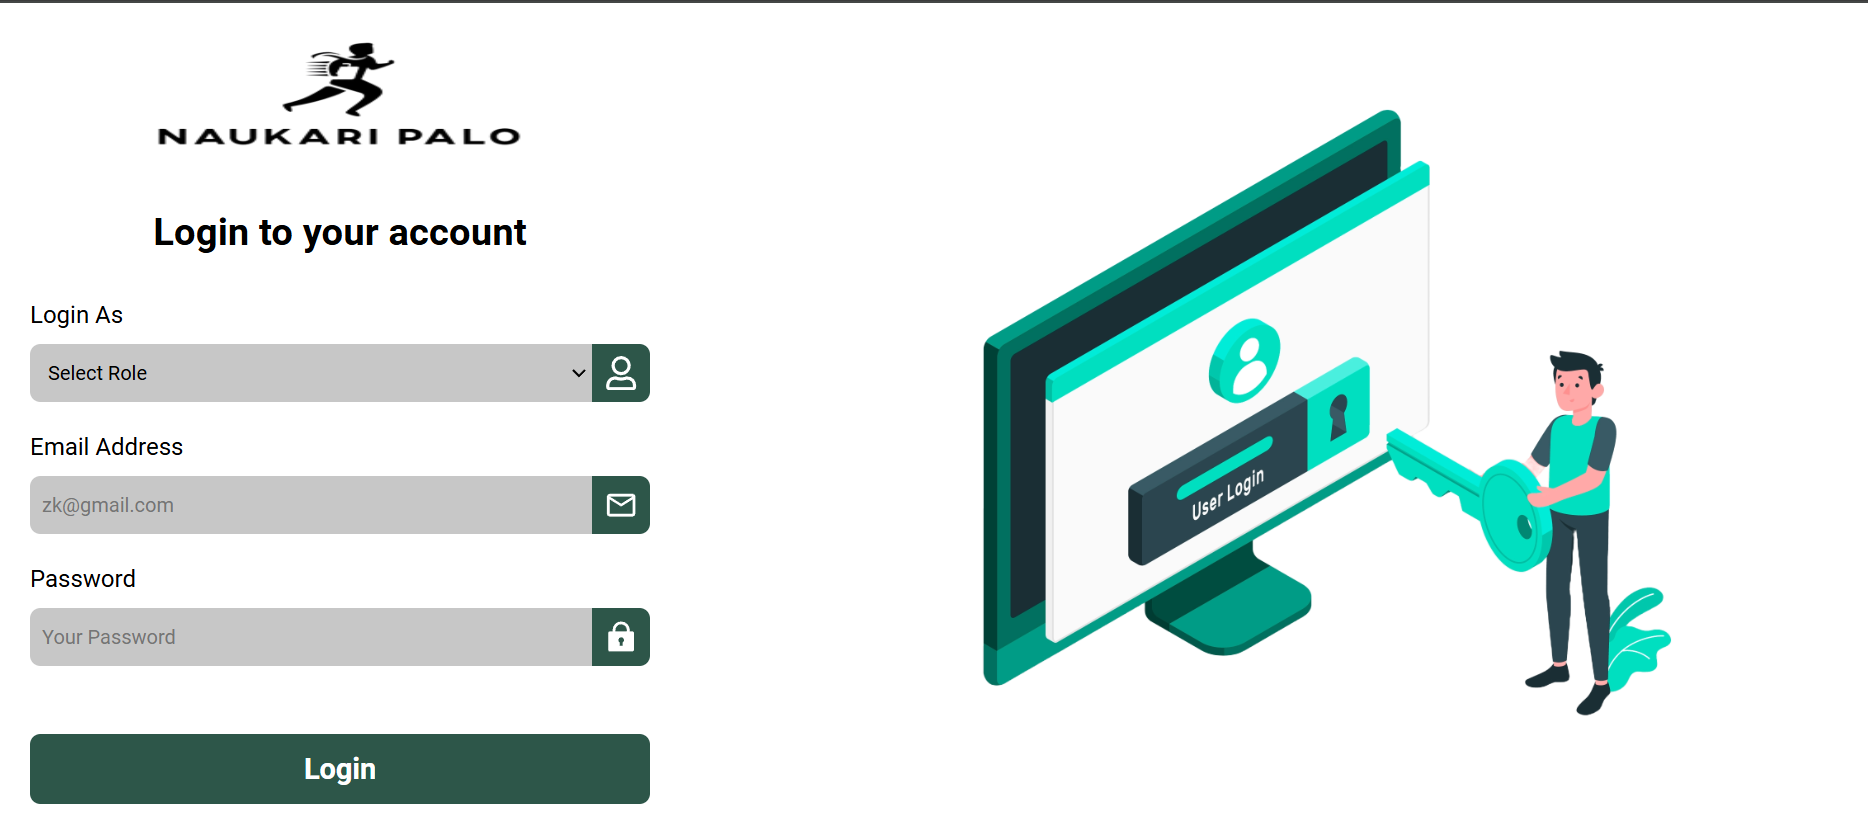 NAUKARI PALO
Login to your account
Login As
Select Role
Email Address
zk@gmail.com
Password
Your Password
Login
User Login